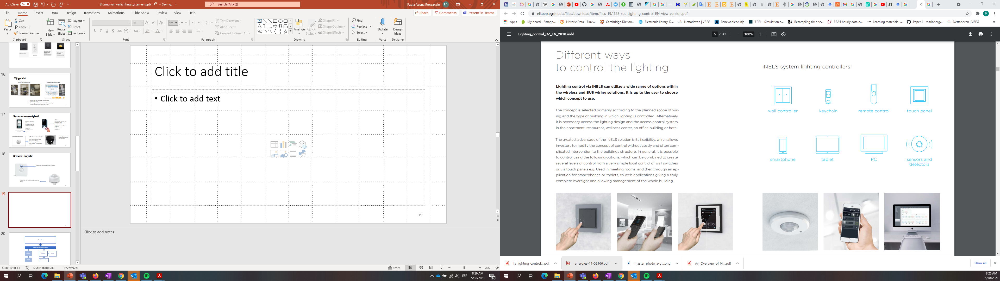 AutoSave On
Sturing van verlichting systemen.pptx - Saving...
Search (Alt+Q)
Paula Acuna Roncancio PA
File Home Insert Draw Design Transitions Animations Slide Show Review View Help
Share Comments Present in Teams
Paste
Cut
Copy
Format Painter
Clipboard
New Slide
Reuse Slides
Layout
Reset
Section
Slides
20
Font
Paragraph
Text Direction
Align Text
Convert to SmartArt
Arrange
Quick Styles
Shape Fill
Shape Outline
Shape Effects
Drawing
Find
Replace
Select
Editing
Dictate
Voice
Design Ideas
Designer
16
Tijdgericht
17
Sensors - aanwezigheid
18
Sensors - daglicht
19
20
Click to add title
• Click to add text
19
Click to add notes
Slide 19 of 34 Dutch (Belgium) Recovered
Notes 95%
ESP 8:26 AM
5/18/2021
elkoep.bg/media/files/download/item/files-19/I128_sec_Lighting_control_EN_view_version.pdf
Apps My board - Smapp... Historic Data - Fluvi... Cambridge Diction... Electronic library. D... Nettarieven | VREG Renewables.ninja EPFL - Simulation a... Resampling time se... ERA5 hourly data o... Learning materials -... Paper 1 · marioberg... Nettarieven | VREG
Lighting_control_CZ_EN_2018.indd
5 / 39
100%
Different ways
to control the lighting
Lighting control via iNELS can utilize a wide range of options within
the wireless and BUS wiring solutions. It is up to the user to choose
which concept to use.
The concept is selected primarily according to the planned scope of wir-
ing and the type of building in which lighting is controlled. Alternatively
it is necessary access the lighting design and the access control system
in the apartment, restaurant, wellness center, an office building or hotel.
The greatest advantage of the iNELS solution is its flexibility, which allows
investors to modify the concept of control without costly and often com-
plicated intervention to the buildings structure. In general, it is possible
to control using the following options, which can be combined to create
several levels of control from a very simple local control of wall switches
or via touch panels e.g. Used in meeting rooms, and then through an ap-
plication for smartphones or tablets, to web applications giving a truly
complete oversight and allowing management of the whole building.
iNELS system lighting controllers:
wall controller
keychain
remote control
touch panel
smartphone
tablet
PC
sensors and
detectors
lia_lighting_control....pdf
energies-11-02166.pdf
master_photo_a-g....png
An_Overview_of_N....pdf
Show all
8:26 AM
5/18/2021